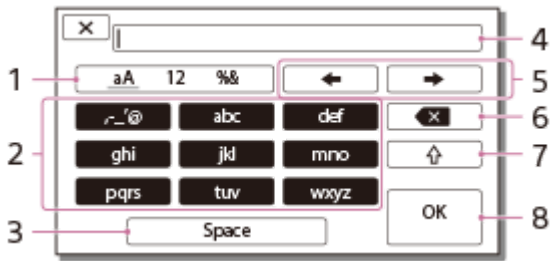 4
1 aA 12 %& 5
,-_'@ abc def 6
2 ghi jkl mno 7
pqrs tuv wxyz
3 Space OK 8